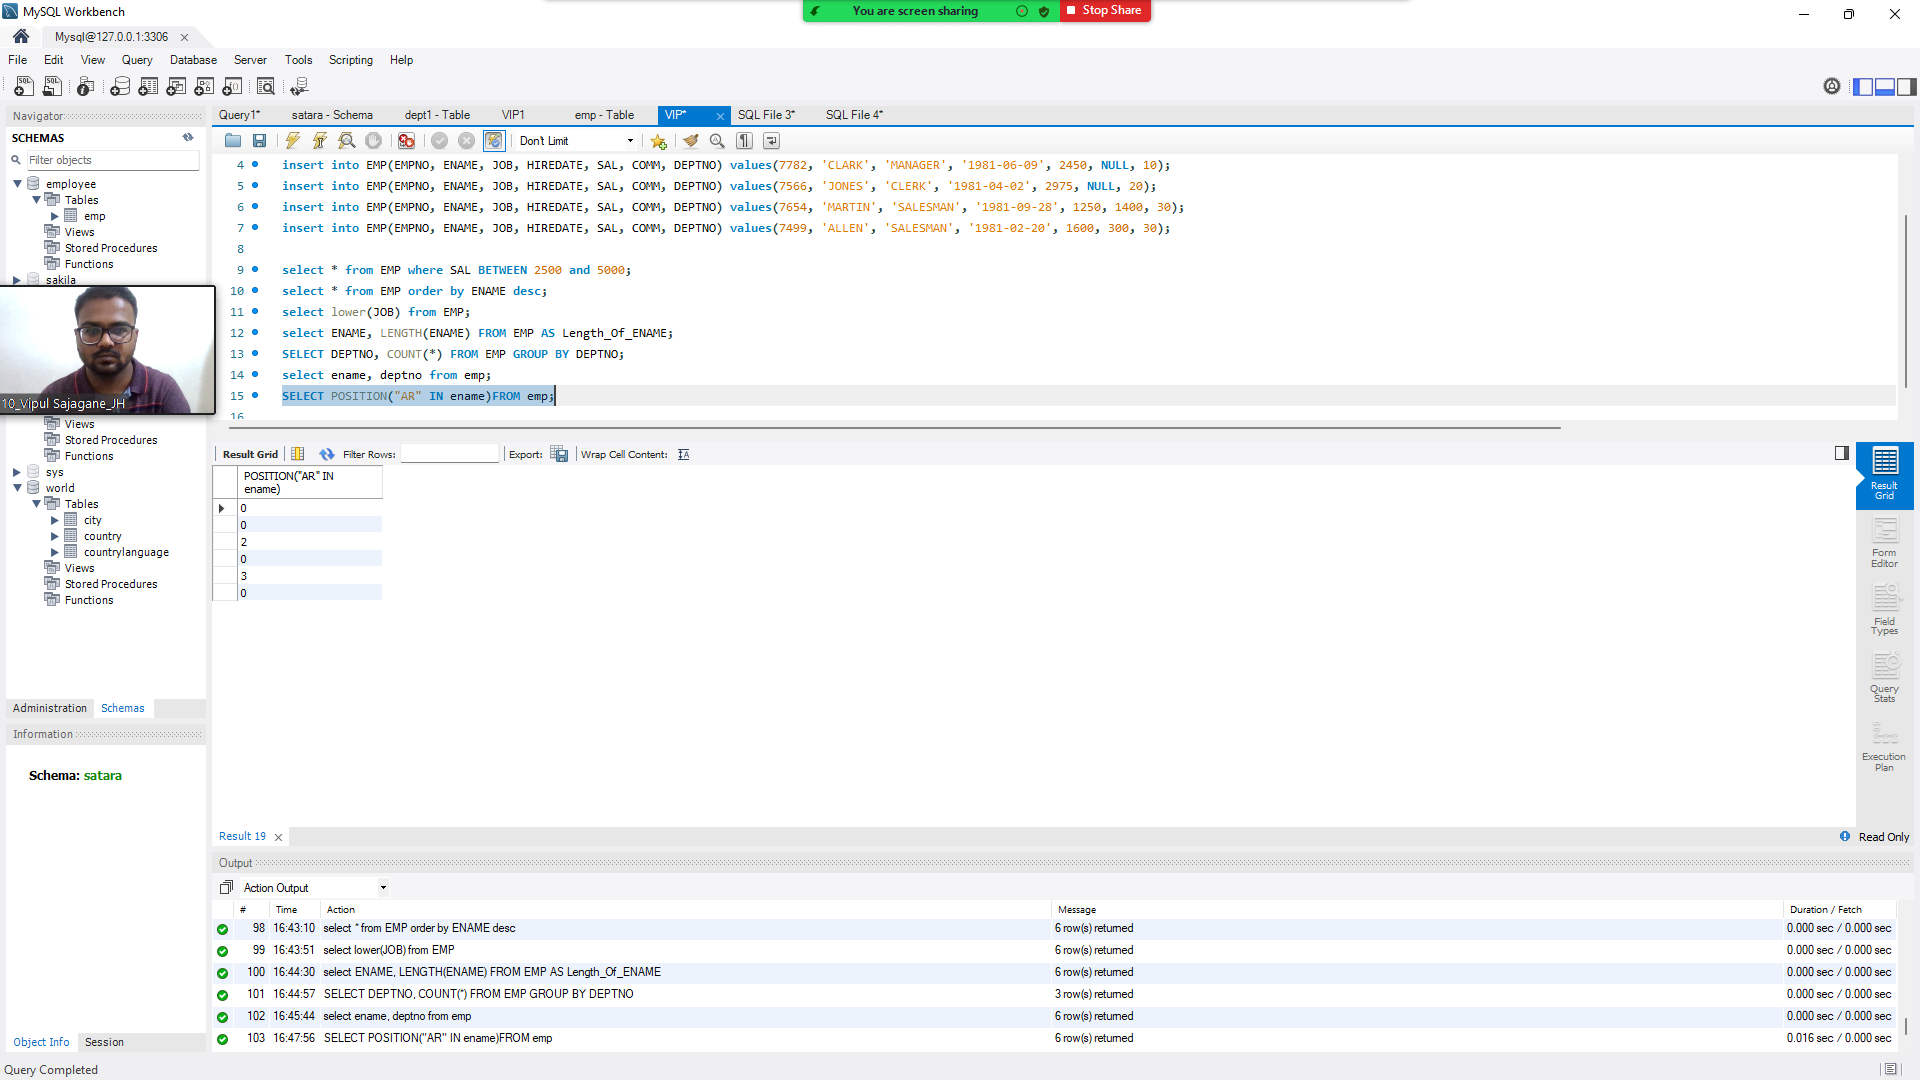 MySQL Workbench
You are screen sharing
Stop Share
Mysql@127.0.0.1:3306
File Edit View Query Database Server Tools Scripting Help
Navigator
SCHEMAS
Filter objects
employee
Tables
emp
Views
Stored Procedures
Functions
sakila
10_Vipul Sajagane_JH
Views
Stored Procedures
Functions
sys
world
Tables
city
country
countrylanguage
Views
Stored Procedures
Functions
Administration Schemas
Information
Schema: satara
Object Info Session
Query1* satara - Schema dept1 - Table VIP1 emp - Table VIP* SQL File 3* SQL File 4*
Don't Limit
4 insert into EMP(EMPNO, ENAME, JOB, HIREDATE, SAL, COMM, DEPTNO) values(7782, 'CLARK', 'MANAGER', '1981-06-09', 2450, NULL, 10);
5 insert into EMP(EMPNO, ENAME, JOB, HIREDATE, SAL, COMM, DEPTNO) values(7566, 'JONES', 'CLERK', '1981-04-02', 2975, NULL, 20);
6 insert into EMP(EMPNO, ENAME, JOB, HIREDATE, SAL, COMM, DEPTNO) values(7654, 'MARTIN', 'SALESMAN', '1981-09-28', 1250, 1400, 30);
7 insert into EMP(EMPNO, ENAME, JOB, HIREDATE, SAL, COMM, DEPTNO) values(7499, 'ALLEN', 'SALESMAN', '1981-02-20', 1600, 300, 30);
8
9 select * from EMP where SAL BETWEEN 2500 and 5000;
10 select * from EMP order by ENAME desc;
11 select lower(JOB) from EMP;
12 select ENAME, LENGTH(ENAME) FROM EMP AS Length_Of_ENAME;
13 SELECT DEPTNO, COUNT(*) FROM EMP GROUP BY DEPTNO;
14 select ename, deptno from emp;
15 SELECT POSITION("AR" IN ename)FROM emp;
16
Result Grid Filter Rows: Export: Wrap Cell Content:
POSITION("AR" IN
ename)
0
0
2
0
3
0
Result
Grid
Form
Editor
Field
Types
Query
Stats
Execution
Plan
Result 19
Read Only
Output
Action Output
# Time Action Message Duration / Fetch
98 16:43:10 select * from EMP order by ENAME desc 6 row(s) returned 0.000 sec / 0.000 sec
99 16:43:51 select lower(JOB) from EMP 6 row(s) returned 0.000 sec / 0.000 sec
100 16:44:30 select ENAME, LENGTH(ENAME) FROM EMP AS Length_Of_ENAME 6 row(s) returned 0.000 sec / 0.000 sec
101 16:44:57 SELECT DEPTNO, COUNT(*) FROM EMP GROUP BY DEPTNO 3 row(s) returned 0.000 sec / 0.000 sec
102 16:45:44 select ename, deptno from emp 6 row(s) returned 0.000 sec / 0.000 sec
103 16:47:56 SELECT POSITION("AR" IN ename)FROM emp 6 row(s) returned 0.016 sec / 0.000 sec
Query Completed